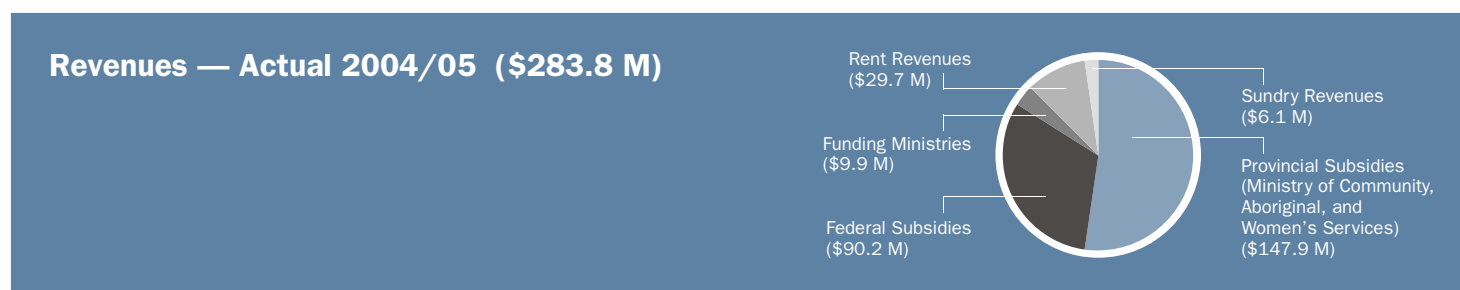 Revenues — Actual 2004/05 ($283.8 M)
Rent Revenues
($29.7 M)
Funding Ministries
($9.9 M)
Federal Subsidies
($90.2 M)
Sundry Revenues
($6.1 M)
Provincial Subsidies
(Ministry of Community,
Aboriginal, and
Women’s Services)
($147.9 M)